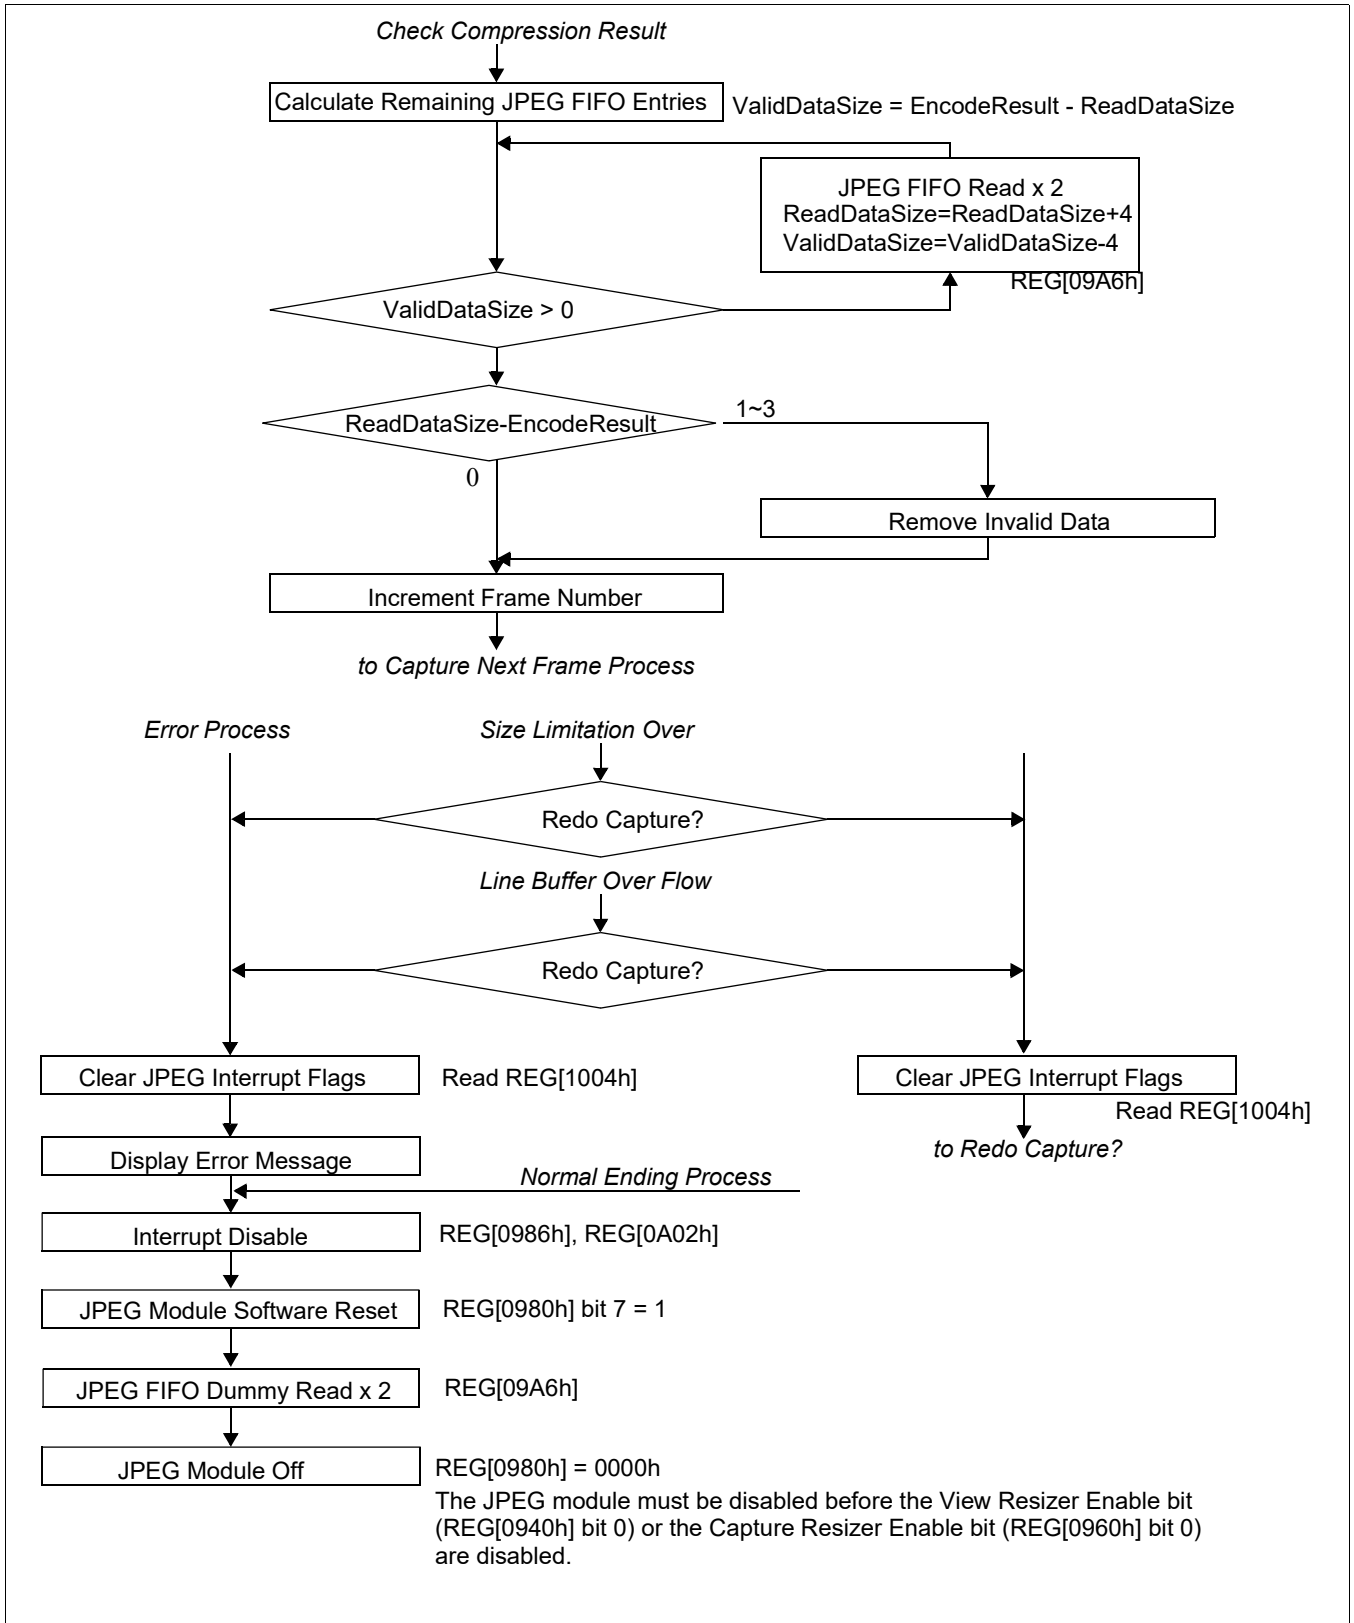 Check Compression Result
Calculate Remaining JPEG FIFO Entries
ValidDataSize = EncodeResult - ReadDataSize
JPEG FIFO Read x 2
ReadDataSize=ReadDataSize+4
ValidDataSize=ValidDataSize-4
REG[09A6h]
ValidDataSize > 0
ReadDataSize-EncodeResult
1~3
0
Remove Invalid Data
Increment Frame Number
to Capture Next Frame Process
Error Process
Size Limitation Over
Redo Capture?
Line Buffer Over Flow
Redo Capture?
Clear JPEG Interrupt Flags
Read REG[1004h]
Clear JPEG Interrupt Flags
Read REG[1004h]
to Redo Capture?
Display Error Message
Normal Ending Process
Interrupt Disable
REG[0986h], REG[0A02h]
JPEG Module Software Reset
REG[0980h] bit 7 = 1
JPEG FIFO Dummy Read x 2
REG[09A6h]
JPEG Module Off
REG[0980h] = 0000h
The JPEG module must be disabled before the View Resizer Enable bit
(REG[0940h] bit 0) or the Capture Resizer Enable bit (REG[0960h] bit 0)
are disabled.